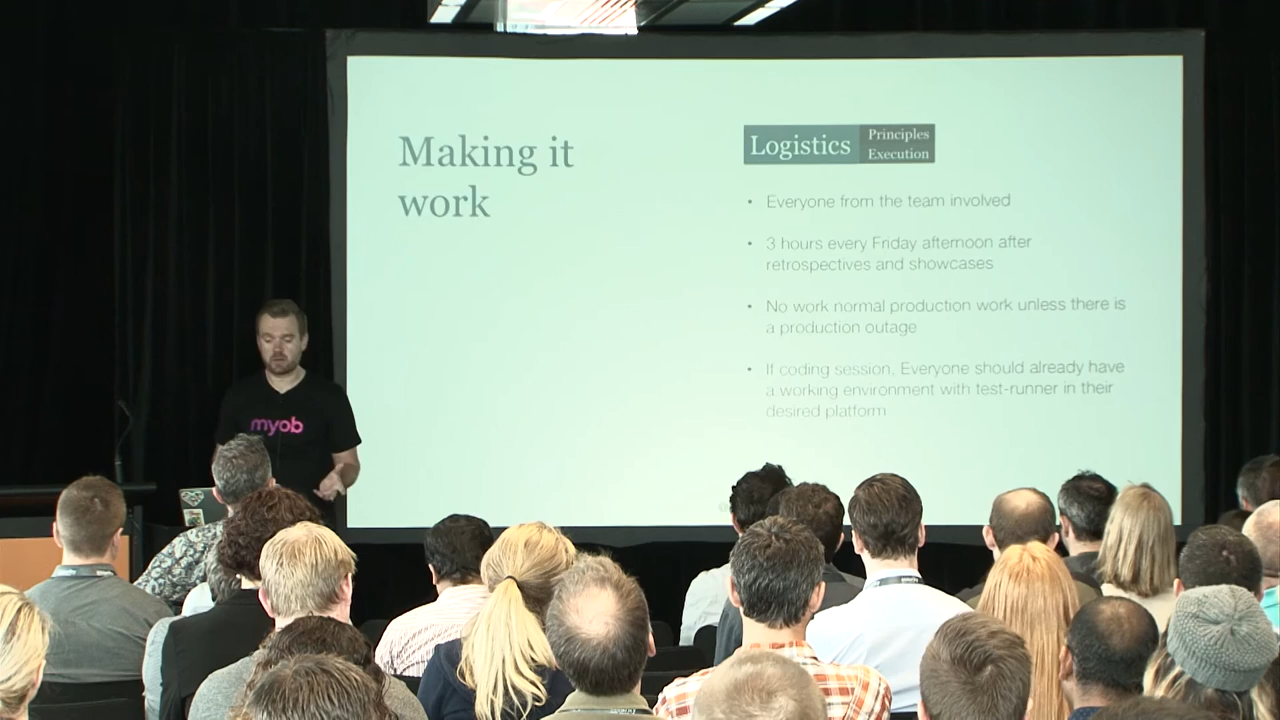 Making it
work
Logistics
Principles
Execution
• Everyone from the team involved
• 3 hours every Friday afternoon after
retrospectives and showcases
• No work normal production work unless there is
a production outage
• If coding session, Everyone should already have
a working environment with test-runner in their
desired platform
myob